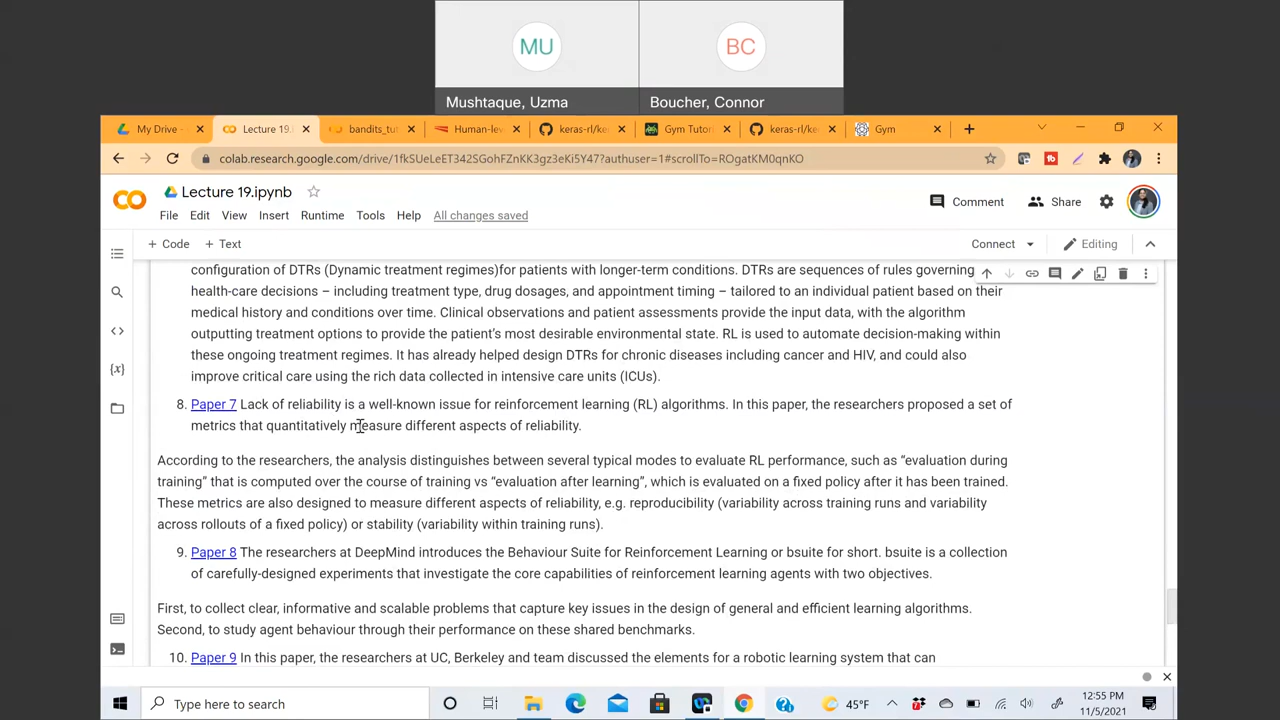 MU
BC
Mushtaque, Uzma
Boucher, Connor
My Drive -
Lecture 19.i
bandits_tut
Human-lev
keras-rl/ke
Gym Tutor
keras-rl/ke
Gym
colab.research.google.com/drive/1fkSUeLeET342SGohFZnKK3gz3eKi5Y47?authuser=1#scrollTo=ROgatKM0qnKO
Lecture 19.ipynb
Comment
Share
File Edit View Insert Runtime Tools Help All changes saved
+ Code + Text
Connect
Editing
configuration of DTRs (Dynamic treatment regimes)for patients with longer-term conditions. DTRs are sequences of rules governing
health-care decisions – including treatment type, drug dosages, and appointment timing – tailored to an individual patient based on their
medical history and conditions over time. Clinical observations and patient assessments provide the input data, with the algorithm
outputting treatment options to provide the patient's most desirable environmental state. RL is used to automate decision-making within
these ongoing treatment regimes. It has already helped design DTRs for chronic diseases including cancer and HIV, and could also
improve critical care using the rich data collected in intensive care units (ICUs).
8. Paper 7 Lack of reliability is a well-known issue for reinforcement learning (RL) algorithms. In this paper, the researchers proposed a set of
metrics that quantitatively measure different aspects of reliability.
According to the researchers, the analysis distinguishes between several typical modes to evaluate RL performance, such as “evaluation during
training” that is computed over the course of training vs “evaluation after learning”, which is evaluated on a fixed policy after it has been trained.
These metrics are also designed to measure different aspects of reliability, e.g. reproducibility (variability across training runs and variability
across rollouts of a fixed policy) or stability (variability within training runs).
9. Paper 8 The researchers at DeepMind introduces the Behaviour Suite for Reinforcement Learning or bsuite for short. bsuite is a collection
of carefully-designed experiments that investigate the core capabilities of reinforcement learning agents with two objectives.
First, to collect clear, informative and scalable problems that capture key issues in the design of general and efficient learning algorithms.
Second, to study agent behaviour through their performance on these shared benchmarks.
10. Paper 9 In this paper, the researchers at UC, Berkeley and team discussed the elements for a robotic learning system that can
Type here to search
45°F
12:55 PM
11/5/2021